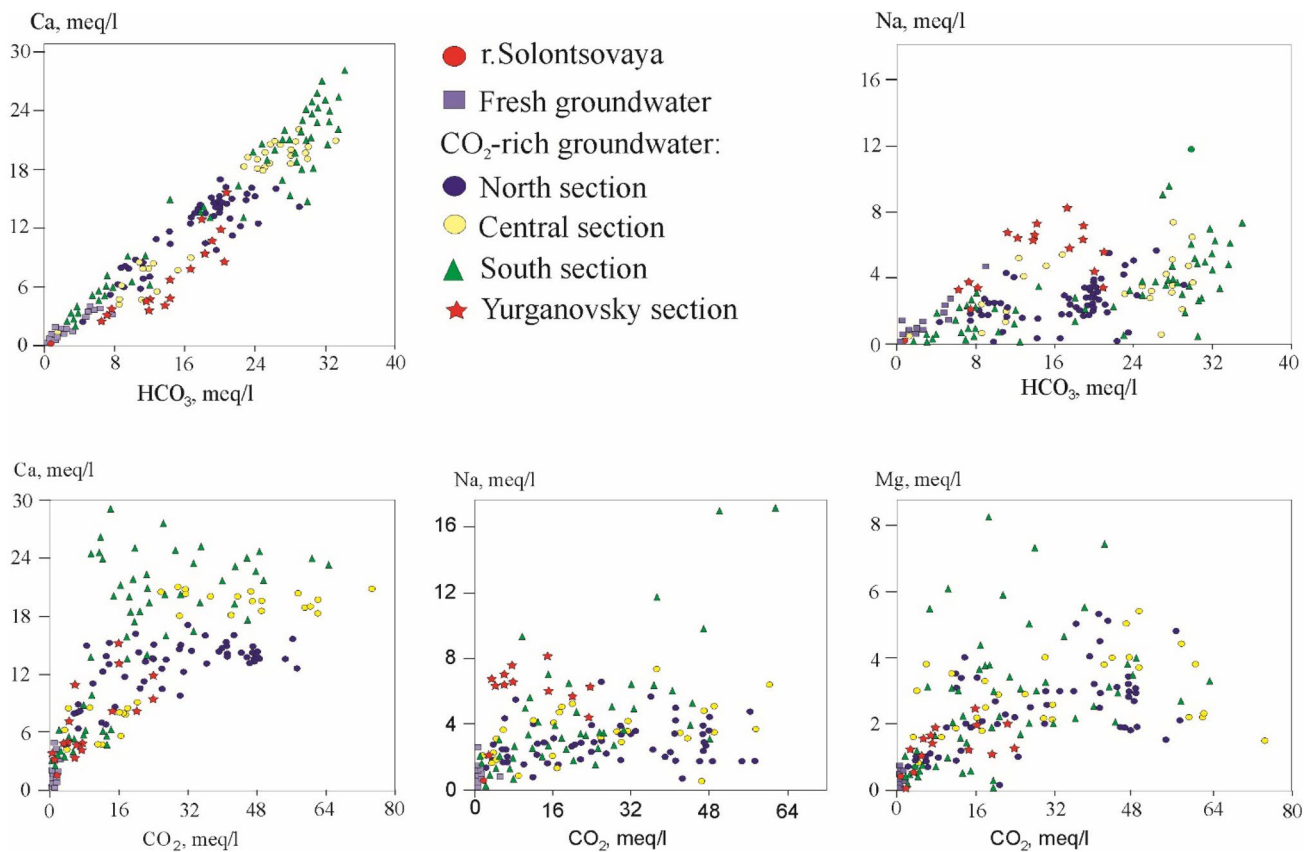 Ca, meq/l
30
24
18
12
6
0
0 8 16 24 32 40
HCO₃, meq/l
r.Solontsovaya
Fresh groundwater
CO₂-rich groundwater:
North section
Central section
South section
Yurganovsky section
Na, meq/l
16
12
8
4
0
0 8 16 24 32 40
HCO₃, meq/l
Ca, meq/l
30
24
18
12
6
0
0 16 32 48 64 80
CO₂, meq/l
Na, meq/l
16
12
8
4
0
0 16 32 48 64
CO₂, meq/l
Mg, meq/l
8
6
4
2
0
0 16 32 48 64 80
CO₂, meq/l